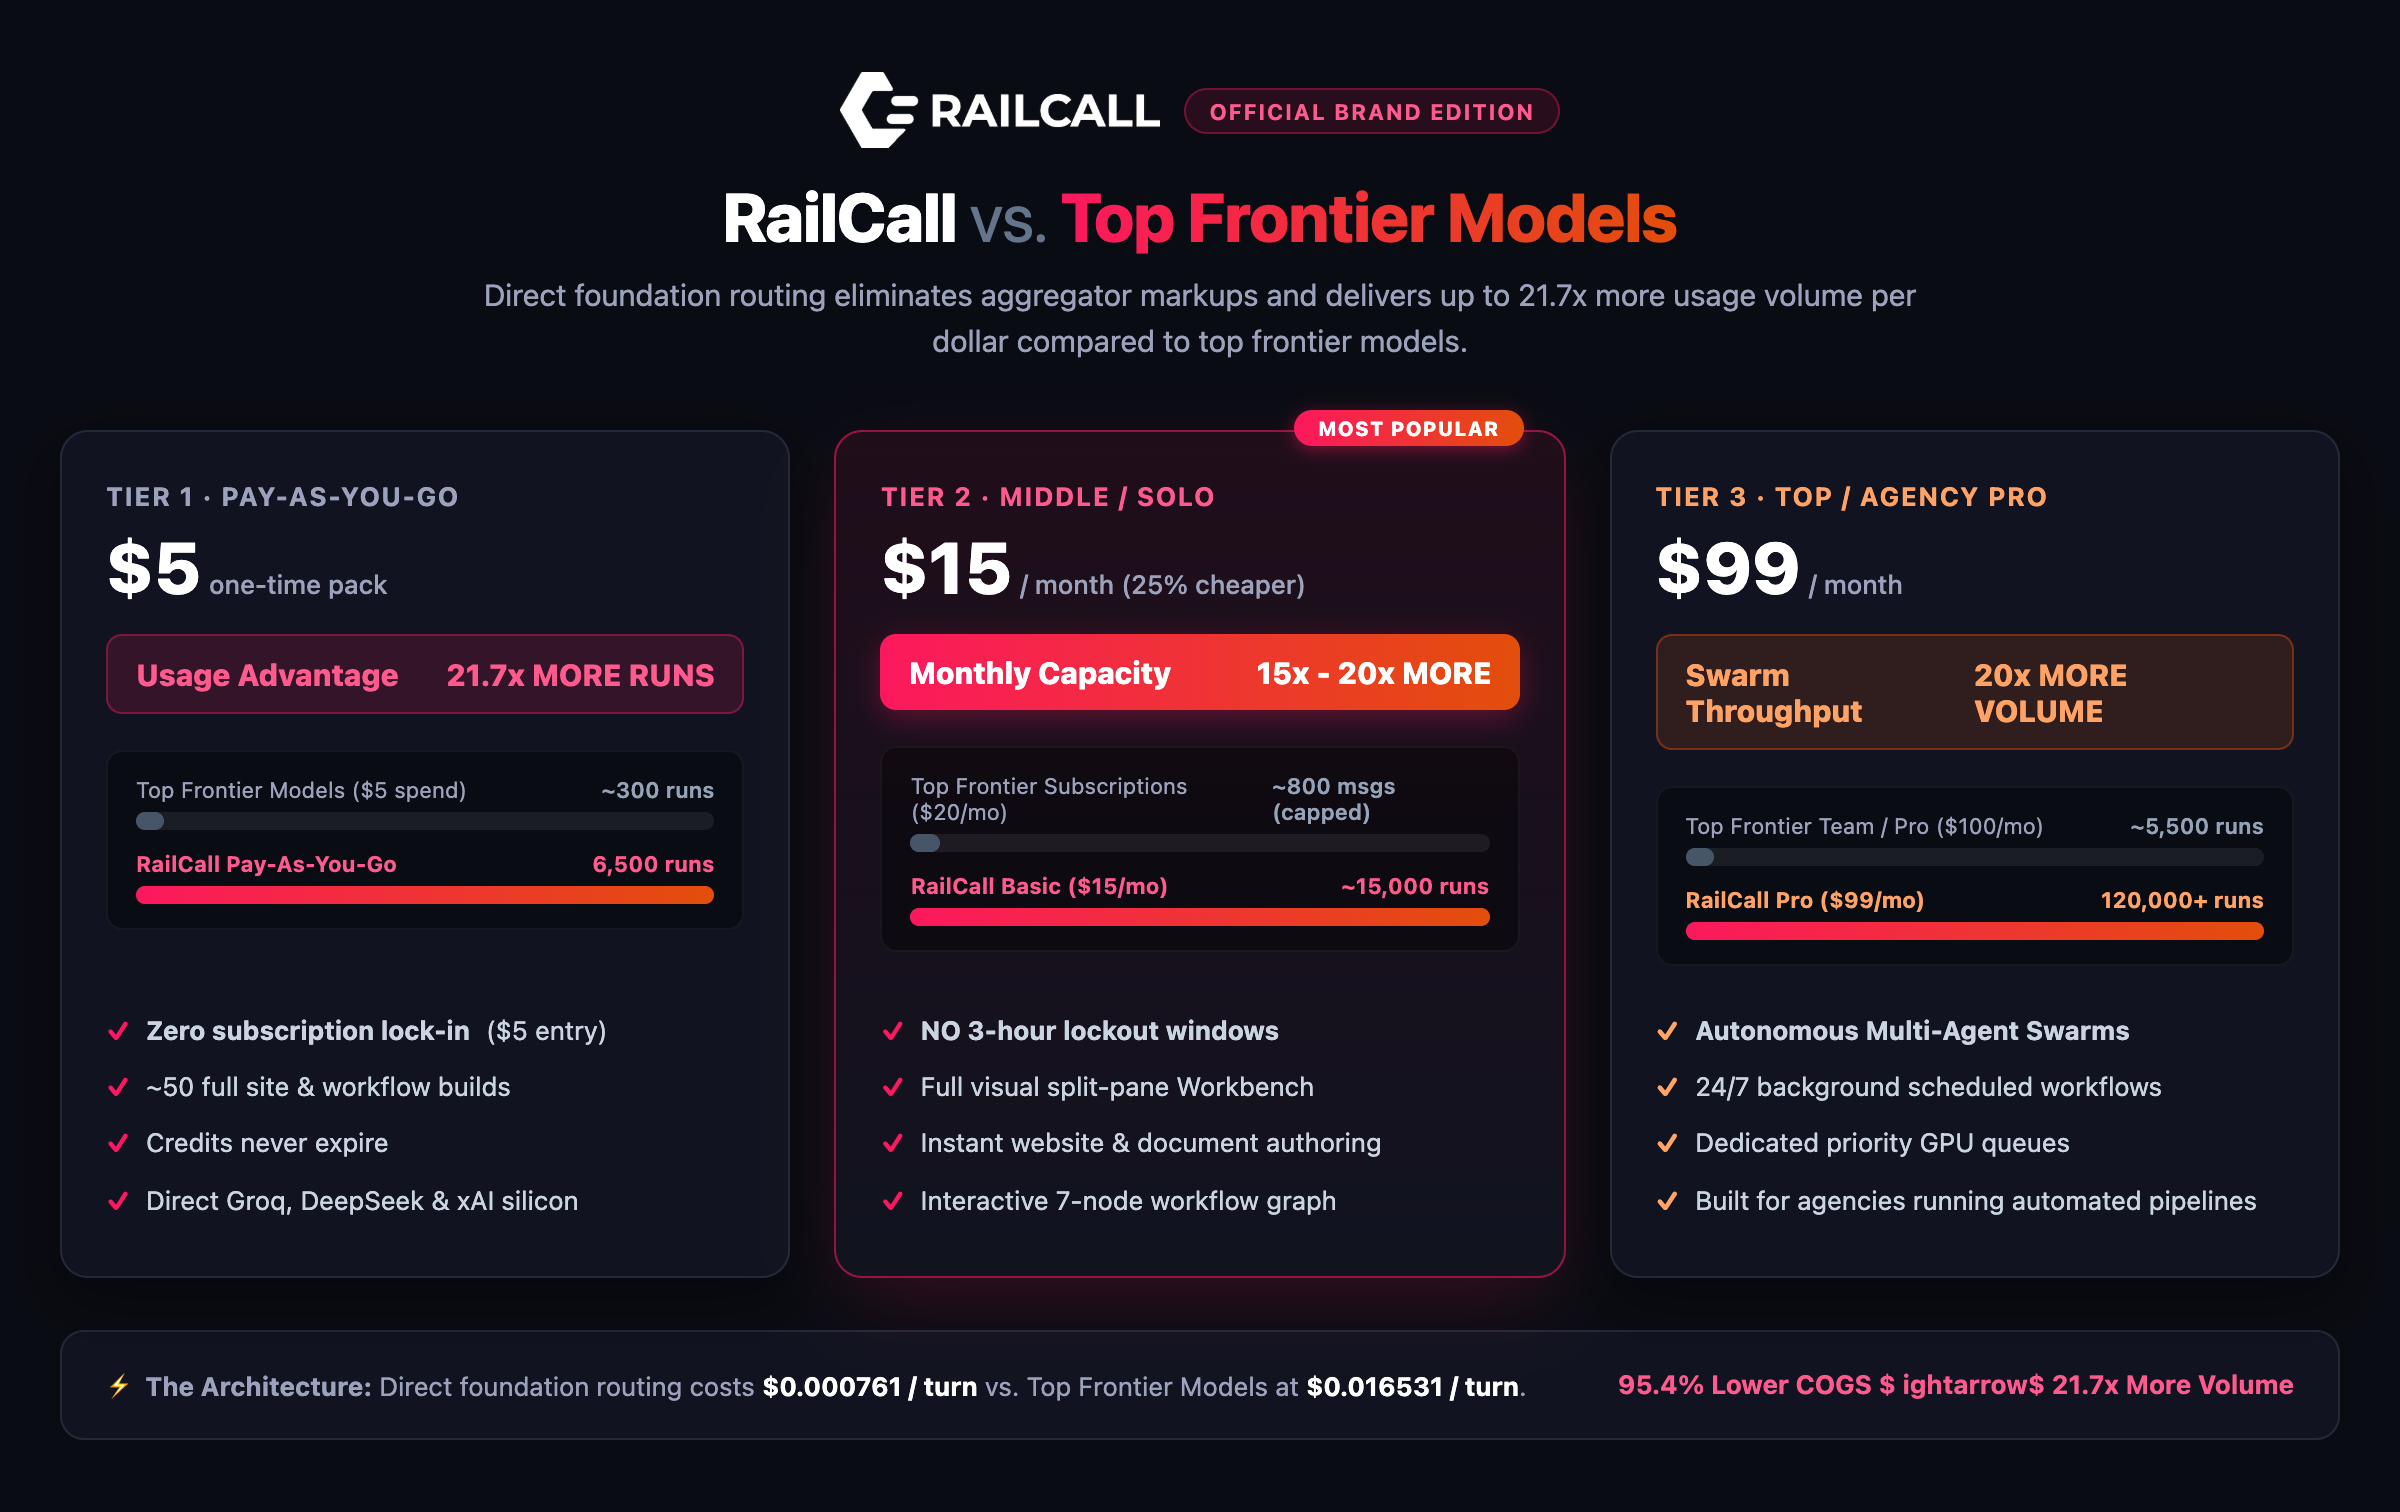 RAILCALL
OFFICIAL BRAND EDITION
RailCall vs. Top Frontier Models
Direct foundation routing eliminates aggregator markups and delivers up to 21.7x more usage volume per
dollar compared to top frontier models.
TIER 1 · PAY-AS-YOU-GO
$5 one-time pack
Usage Advantage 21.7x MORE RUNS
Top Frontier Models ($5 spend) ~300 runs
RailCall Pay-As-You-Go 6,500 runs
✓ Zero subscription lock-in ($5 entry)
✓ ~50 full site & workflow builds
✓ Credits never expire
✓ Direct Groq, DeepSeek & xAI silicon
MOST POPULAR
TIER 2 · MIDDLE / SOLO
$15 / month (25% cheaper)
Monthly Capacity 15x - 20x MORE
Top Frontier Subscriptions ~800 msgs
($20/mo) (capped)
RailCall Basic ($15/mo) ~15,000 runs
✓ NO 3-hour lockout windows
✓ Full visual split-pane Workbench
✓ Instant website & document authoring
✓ Interactive 7-node workflow graph
TIER 3 · TOP / AGENCY PRO
$99 / month
Swarm 20x MORE
Throughput VOLUME
Top Frontier Team / Pro ($100/mo) ~5,500 runs
RailCall Pro ($99/mo) 120,000+ runs
✓ Autonomous Multi-Agent Swarms
✓ 24/7 background scheduled workflows
✓ Dedicated priority GPU queues
✓ Built for agencies running automated pipelines
⚡ The Architecture: Direct foundation routing costs $0.000761 / turn vs. Top Frontier Models at $0.016531 / turn.
95.4% Lower COGS $ ightarrow$ 21.7x More Volume